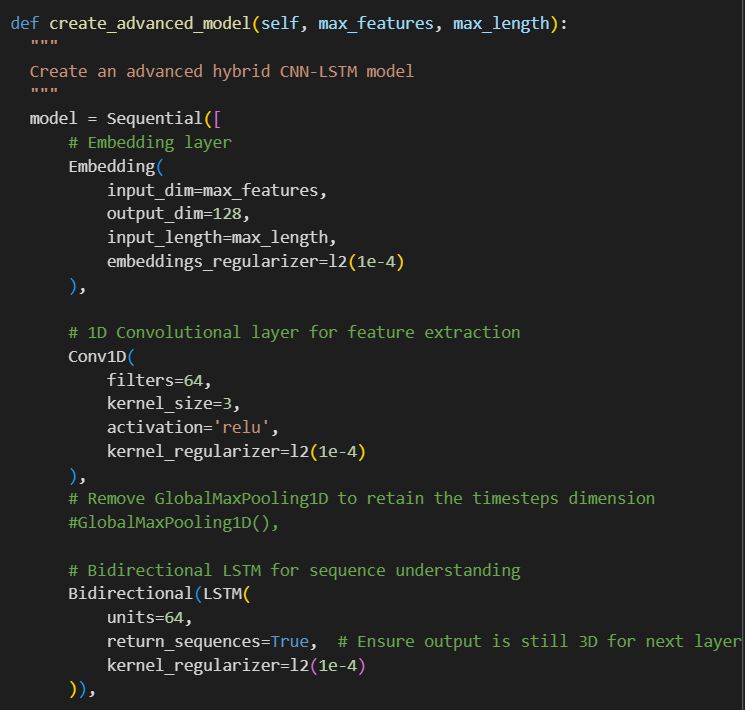 def create_advanced_model(self, max_features, max_length):
"""
Create an advanced hybrid CNN-LSTM model
"""
model = Sequential([
# Embedding layer
Embedding(
input_dim=max_features,
output_dim=128,
input_length=max_length,
embeddings_regularizer=l2(1e-4)
),
# 1D Convolutional layer for feature extraction
Conv1D(
filters=64,
kernel_size=3,
activation='relu',
kernel_regularizer=l2(1e-4)
),
# Remove GlobalMaxPooling1D to retain the timesteps dimension
#GlobalMaxPooling1D(),
# Bidirectional LSTM for sequence understanding
Bidirectional(LSTM(
units=64,
return_sequences=True,  # Ensure output is still 3D for next layer
kernel_regularizer=l2(1e-4)
)),